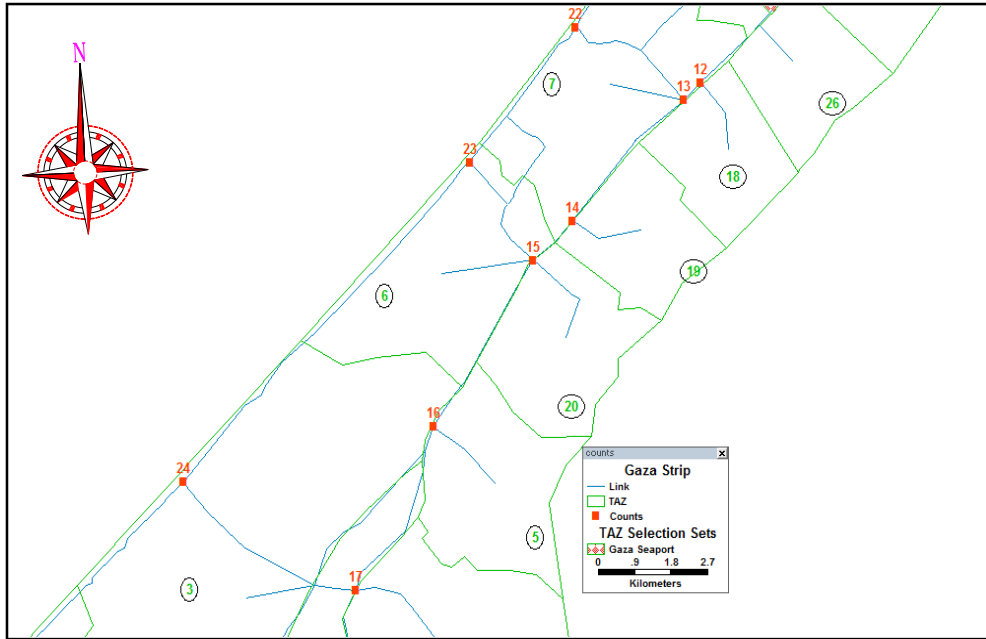 22
N
12
7
13
26
23
18
14
15
19
6
20
16
counts x
Gaza Strip
24
Link
TAZ
Counts
TAZ Selection Sets
5
Gaza Seaport
0 .9 1.8 2.7
Kilometers
17
3